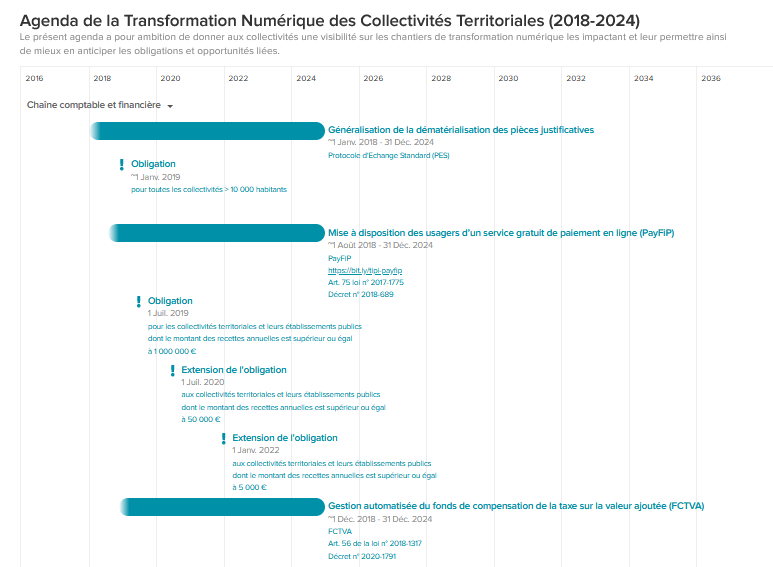 Agenda de la Transformation Numérique des Collectivités Territoriales (2018-2024)
Le présent agenda a pour ambition de donner aux collectivités une visibilité sur les chantiers de transformation numérique les impactant et leur permettre ainsi
de mieux en anticiper les obligations et opportunités liées.
2016 2018 2020 2022 2024 2026 2028 2030 2032 2034 2036
Chaîne comptable et financière
Généralisation de la dématérialisation des pièces justificatives
~1 Janv. 2018 - 31 Déc. 2024
Protocole d'Echange Standard (PES)
! Obligation
~1 Janv. 2019
pour toutes les collectivités > 10 000 habitants
Mise à disposition des usagers d'un service gratuit de paiement en ligne (PayFiP)
~1 Août 2018 - 31 Déc. 2024
PayFiP
https://bit.ly/tipi-payfip
Art. 75 loi n° 2017-1775
Décret n° 2018-689
! Obligation
1 Juil. 2019
pour les collectivités territoriales et leurs établissements publics
dont le montant des recettes annuelles est supérieur ou égal
à 1 000 000 €
! Extension de l'obligation
1 Juil. 2020
aux collectivités territoriales et leurs établissements publics
dont le montant des recettes annuelles est supérieur ou égal
à 50 000 €
! Extension de l'obligation
1 Janv. 2022
aux collectivités territoriales et leurs établissements publics
dont le montant des recettes annuelles est supérieur ou égal
à 5 000 €
Gestion automatisée du fonds de compensation de la taxe sur la valeur ajoutée (FCTVA)
~1 Déc. 2018 - 31 Déc. 2024
FCTVA
Art. 56 de la loi n° 2018-1317
Décret n° 2020-1791